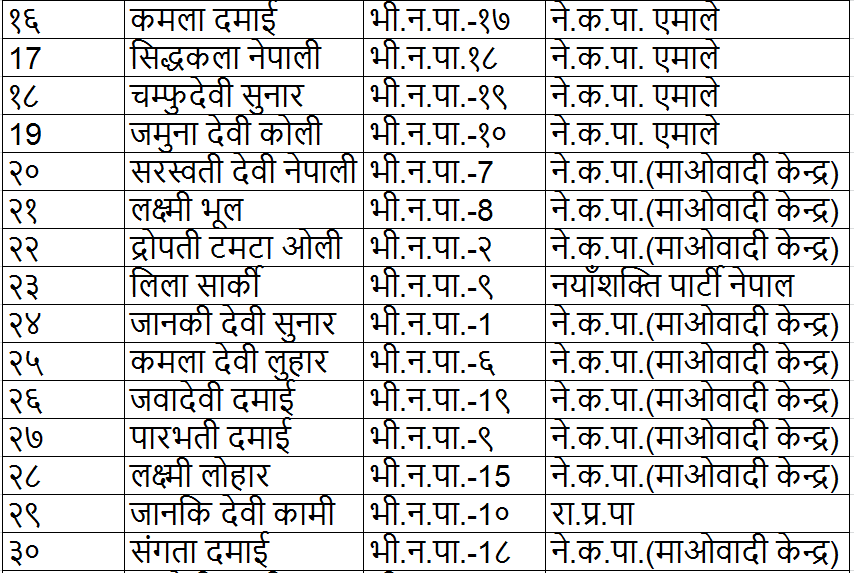 १६ कमला दमाई भी.न.पा.-१७ ने.क.पा. एमाले
17 सिद्धकला नेपाली भी.न.पा.१८ ने.क.पा. एमाले
१८ चम्फुदेवी सुनार भी.न.पा.-१९ ने.क.पा. एमाले
19 जमुना देवी कोली भी.न.पा.-१० ने.क.पा. एमाले
२० सरस्वती देवी नेपाली भी.न.पा.-7 ने.क.पा.(माओवादी केन्द्र)
२१ लक्ष्मी भूल भी.न.पा.-8 ने.क.पा.(माओवादी केन्द्र)
२२ द्रोपती टमटा ओली भी.न.पा.-२ ने.क.पा.(माओवादी केन्द्र)
२३ लिला सार्की भी.न.पा.-९ नयाँशक्ति पार्टी नेपाल
२४ जानकी देवी सुनार भी.न.पा.-1 ने.क.पा.(माओवादी केन्द्र)
२५ कमला देवी लुहार भी.न.पा.-६ ने.क.पा.(माओवादी केन्द्र)
२६ जवादेवी दमाई भी.न.पा.-1९ ने.क.पा.(माओवादी केन्द्र)
२७ पारभती दमाई भी.न.पा.-९ ने.क.पा.(माओवादी केन्द्र)
२८ लक्ष्मी लोहार भी.न.पा.-15 ने.क.पा.(माओवादी केन्द्र)
२९ जानकि देवी कामी भी.न.पा.-1० रा.प्र.पा
३० संगता दमाई भी.न.पा.-1८ ने.क.पा.(माओवादी केन्द्र)